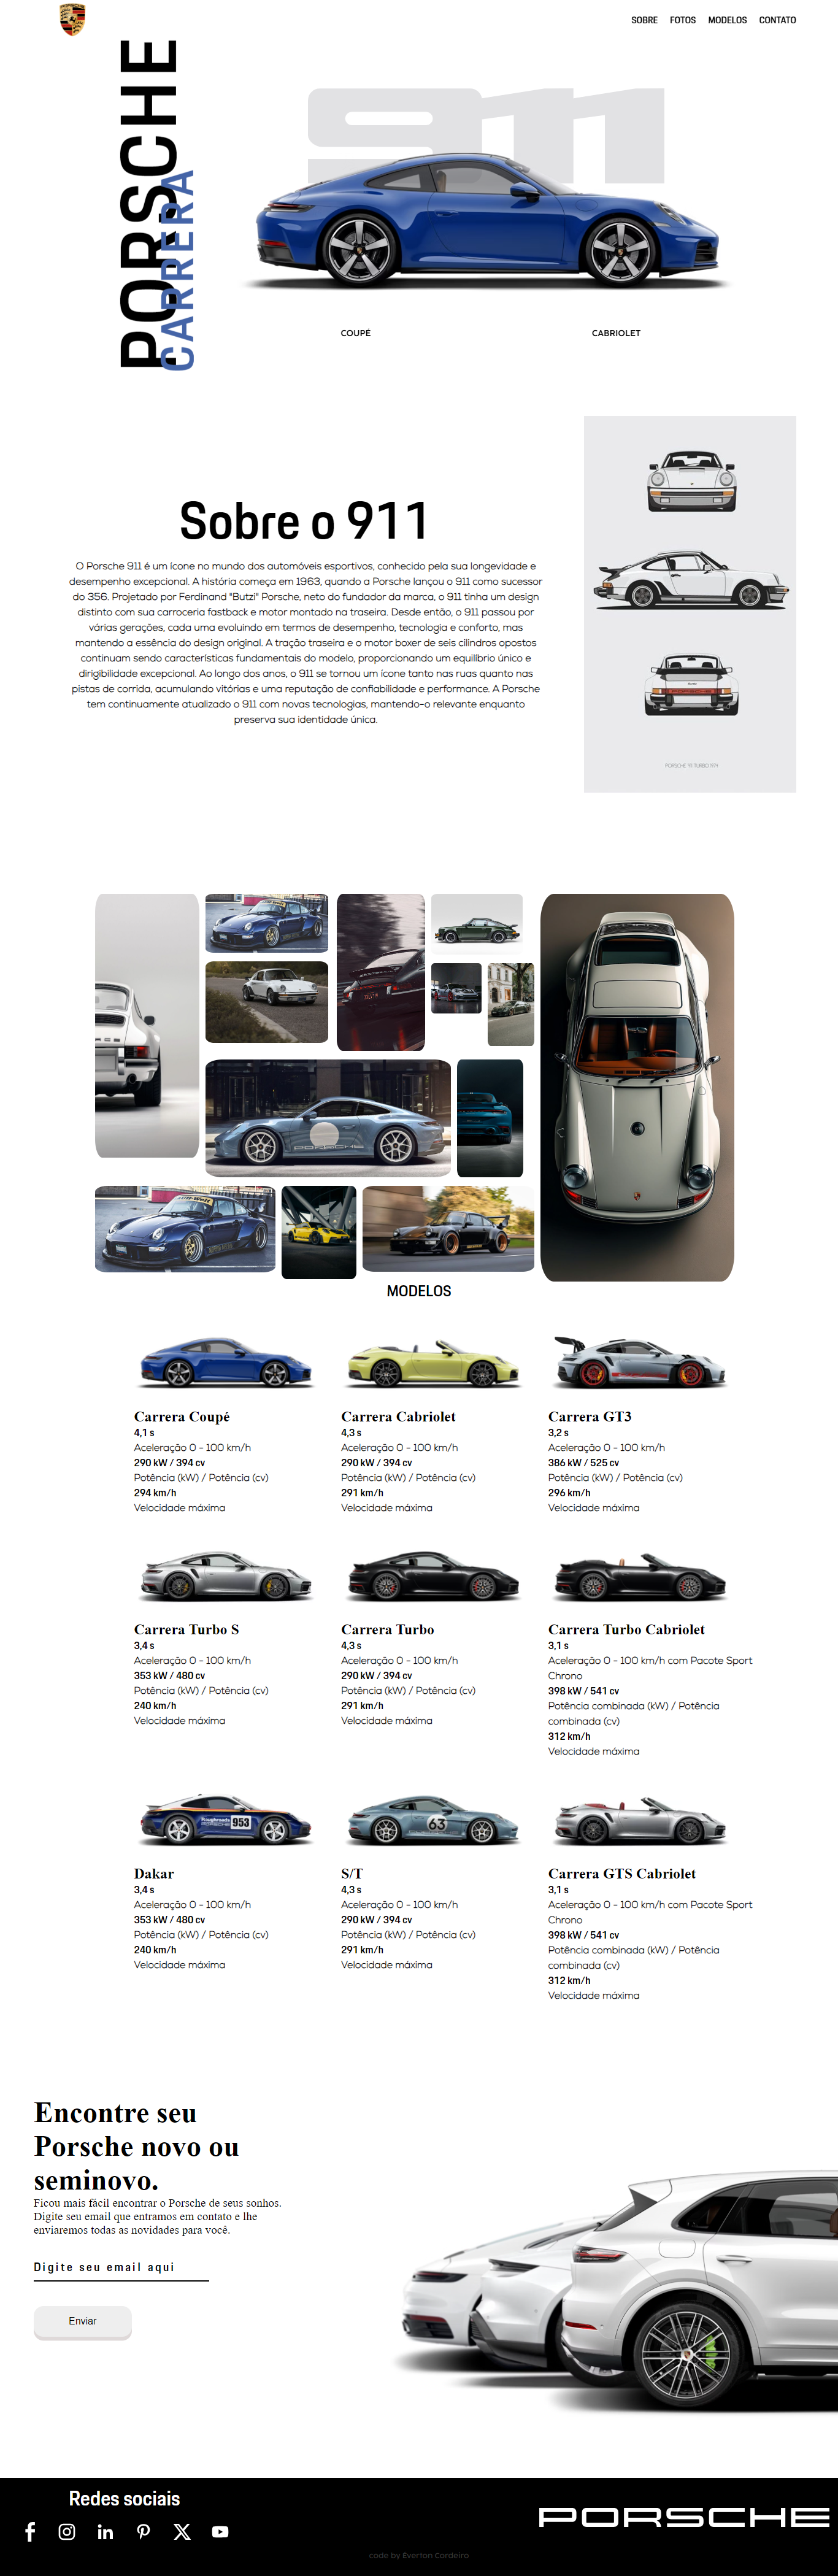 SOBRE FOTOS MODELOS CONTATO
PORSCHE
CARRERA
911
COUPÉ CABRIOLET
Sobre o 911
O Porsche 911 é um ícone no mundo dos automóveis esportivos, conhecido pela sua longevidade e
desempenho excepcional. A história começa em 1963, quando a Porsche lançou o 911 como sucessor
do 356. Projetado por Ferdinand "Butzi" Porsche, neto do fundador da marca, o 911 tinha um design
distinto com sua carroceria fastback e motor montado na traseira. Desde então, o 911 passou por
várias gerações, cada uma evoluindo em termos de desempenho, tecnologia e conforto, mas
mantendo a essência do design original. A tração traseira e o motor boxer de seis cilindros opostos
continuam sendo características fundamentais do modelo, proporcionando um equilíbrio único e
dirigibilidade excepcional. Ao longo dos anos, o 911 se tornou um ícone tanto nas ruas quanto nas
pistas de corrida, acumulando vitórias e uma reputação de confiabilidade e performance. A Porsche
tem continuamente atualizado o 911 com novas tecnologias, mantendo-o relevante enquanto
preserva sua identidade única.
PORSCHE
MODELOS
Carrera Coupé
4,1 s
Aceleração 0 - 100 km/h
290 kW / 394 cv
Potência (kW) / Potência (cv)
294 km/h
Velocidade máxima
Carrera Cabriolet
4,3 s
Aceleração 0 - 100 km/h
290 kW / 394 cv
Potência (kW) / Potência (cv)
291 km/h
Velocidade máxima
Carrera GT3
3,2 s
Aceleração 0 - 100 km/h
386 kW / 525 cv
Potência (kW) / Potência (cv)
296 km/h
Velocidade máxima
Carrera Turbo S
3,4 s
Aceleração 0 - 100 km/h
353 kW / 480 cv
Potência (kW) / Potência (cv)
240 km/h
Velocidade máxima
Carrera Turbo
4,3 s
Aceleração 0 - 100 km/h
290 kW / 394 cv
Potência (kW) / Potência (cv)
291 km/h
Velocidade máxima
Carrera Turbo Cabriolet
3,1 s
Aceleração 0 - 100 km/h com Pacote Sport
Chrono
398 kW / 541 cv
Potência combinada (kW) / Potência
combinada (cv)
312 km/h
Velocidade máxima
953
Dakar
3,4 s
Aceleração 0 - 100 km/h
353 kW / 480 cv
Potência (kW) / Potência (cv)
240 km/h
Velocidade máxima
63
S/T
4,3 s
Aceleração 0 - 100 km/h
290 kW / 394 cv
Potência (kW) / Potência (cv)
291 km/h
Velocidade máxima
Carrera GTS Cabriolet
3,1 s
Aceleração 0 - 100 km/h com Pacote Sport
Chrono
398 kW / 541 cv
Potência combinada (kW) / Potência
combinada (cv)
312 km/h
Velocidade máxima
Encontre seu
Porsche novo ou
seminovo.
Ficou mais fácil encontrar o Porsche de seus sonhos.
Digite seu email que entramos em contato e lhe
enviaremos todas as novidades para você.
Digite seu email aqui
Enviar
Redes sociais
PORSCHE
code by Everton Cordeiro